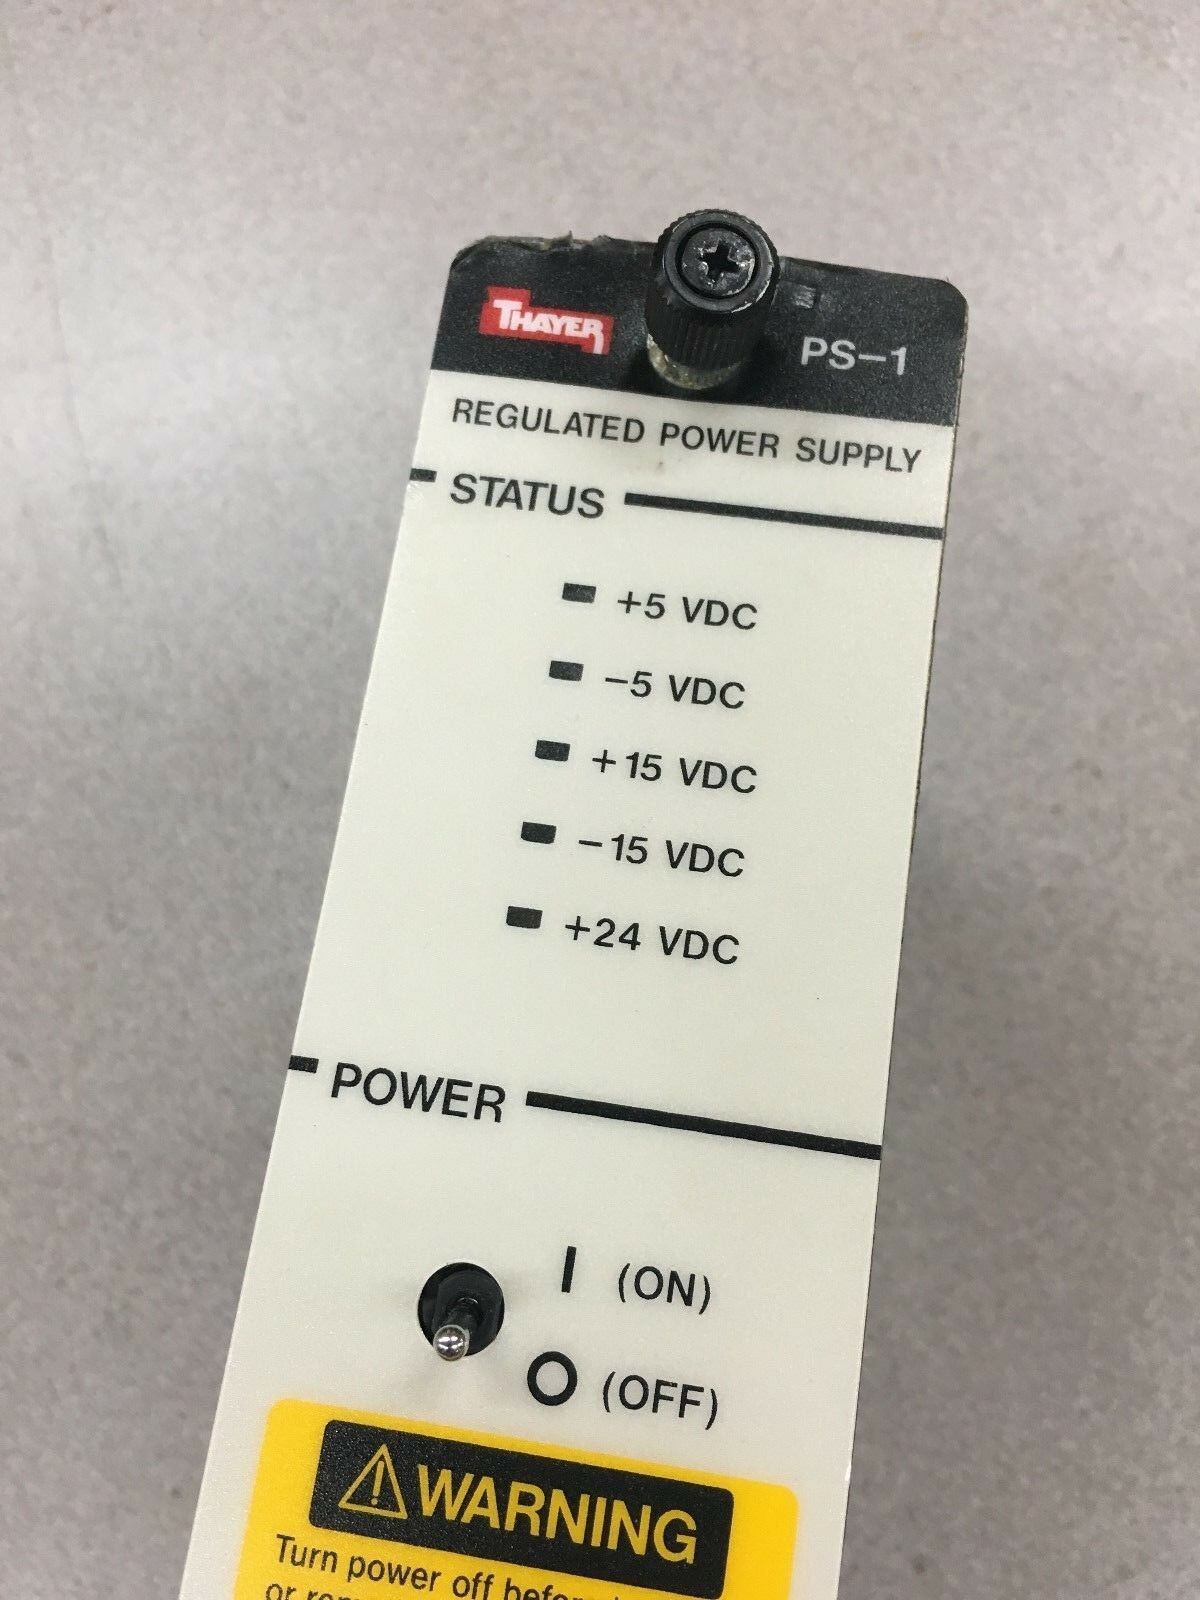 THAYER
PS-1
REGULATED POWER SUPPLY
STATUS
+5 VDC
-5 VDC
+15 VDC
-15 VDC
+24 VDC
POWER
I (ON)
O (OFF)
⚠ WARNING
Turn power off
or